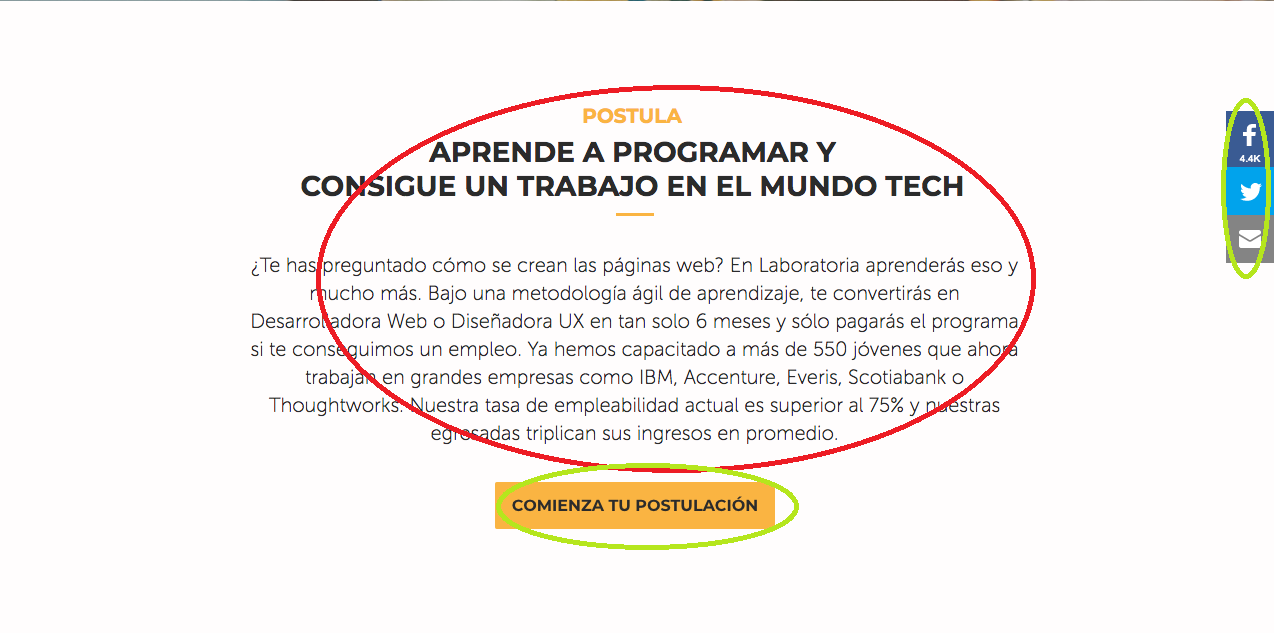 POSTULA
APRENDE A PROGRAMAR Y
CONSIGUE UN TRABAJO EN EL MUNDO TECH
¿Te has preguntado cómo se crean las páginas web? En Laboratoria aprenderás eso y
mucho más. Bajo una metodología ágil de aprendizaje, te convertirás en
Desarrolladora Web o Diseñadora UX en tan solo 6 meses y sólo pagarás el programa
si te conseguimos un empleo. Ya hemos capacitado a más de 550 jóvenes que ahora
trabajan en grandes empresas como IBM, Accenture, Everis, Scotiabank o
Thoughtworks. Nuestra tasa de empleabilidad actual es superior al 75% y nuestras
egresadas triplican sus ingresos en promedio.
COMIENZA TU POSTULACIÓN
4.4K